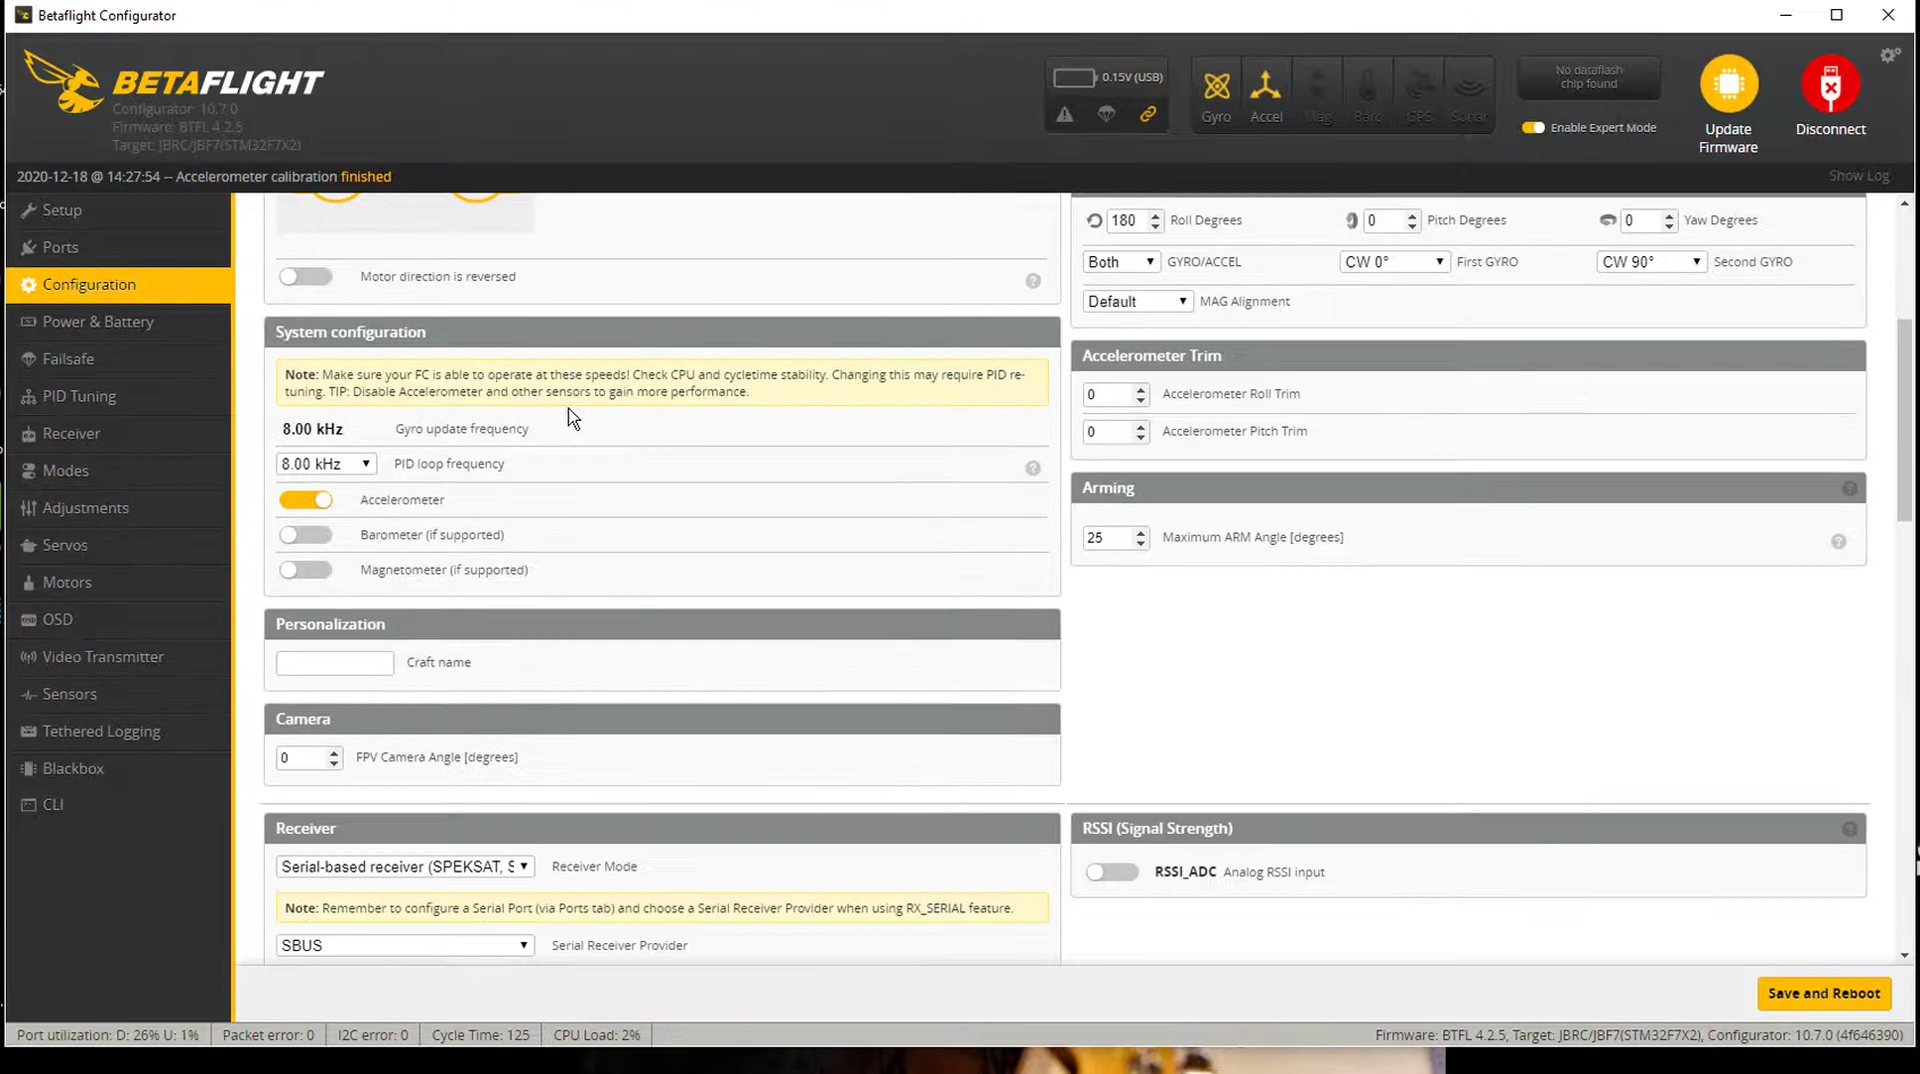 Betaflight Configurator
BETAFLIGHT
Configurator: 10.7.0
Firmware: BTFL 4.2.5
Target: JBRC/JBF7(STM32F7X2)
0.15V (USB)
Gyro
Accel
Mag
Baro
GPS
Sonar
No dataflash
chip found
Enable Expert Mode
Update
Firmware
Disconnect
2020-12-18 @ 14:27:54 -- Accelerometer calibration finished
Show Log
Setup
Ports
Configuration
Power & Battery
Failsafe
PID Tuning
Receiver
Modes
Adjustments
Servos
Motors
OSD
Video Transmitter
Sensors
Tethered Logging
Blackbox
CLI
Motor direction is reversed
System configuration
Note: Make sure your FC is able to operate at these speeds! Check CPU and cycletime stability. Changing this may require PID re-
tuning. TIP: Disable Accelerometer and other sensors to gain more performance.
8.00 kHz Gyro update frequency
8.00 kHz PID loop frequency
Accelerometer
Barometer (if supported)
Magnetometer (if supported)
Personalization
Craft name
Camera
0 FPV Camera Angle [degrees]
Receiver
Serial-based receiver (SPEKSAT, S Receiver Mode
Note: Remember to configure a Serial Port (via Ports tab) and choose a Serial Receiver Provider when using RX_SERIAL feature.
SBUS Serial Receiver Provider
180 Roll Degrees 0 Pitch Degrees 0 Yaw Degrees
Both GYRO/ACCEL CW 0° First GYRO CW 90° Second GYRO
Default MAG Alignment
Accelerometer Trim
0 Accelerometer Roll Trim
0 Accelerometer Pitch Trim
Arming
25 Maximum ARM Angle [degrees]
RSSI (Signal Strength)
RSSI_ADC Analog RSSI input
Save and Reboot
Port utilization: D: 26% U: 1% Packet error: 0 I2C error: 0 Cycle Time: 125 CPU Load: 2% Firmware: BTFL 4.2.5, Target: JBRC/JBF7(STM32F7X2), Configurator: 10.7.0 (4f646390)